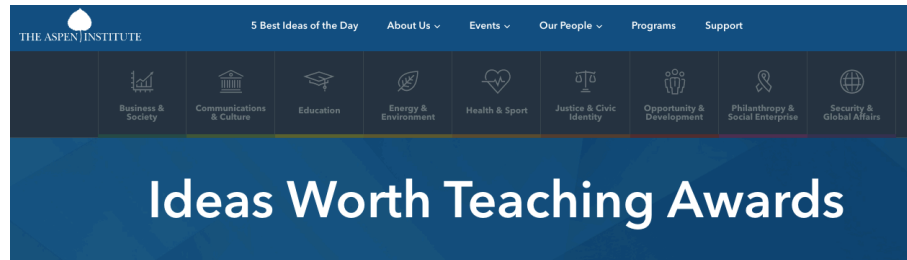 THE ASPEN INSTITUTE
5 Best Ideas of the Day About Us Events Our People Programs Support
Business & Society
Communications & Culture
Education
Energy & Environment
Health & Sport
Justice & Civic Identity
Opportunity & Development
Philanthropy & Social Enterprise
Security & Global Affairs
Ideas Worth Teaching Awards